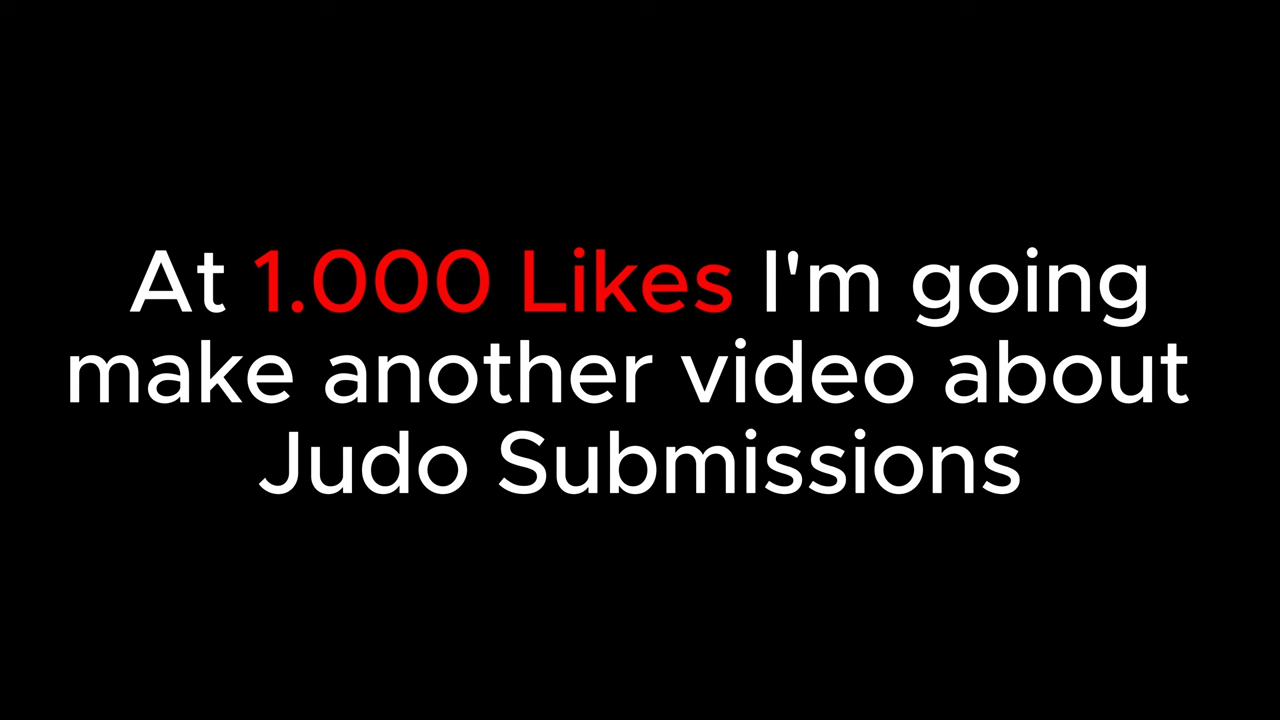 At 1.000 Likes I'm going
make another video about
Judo Submissions